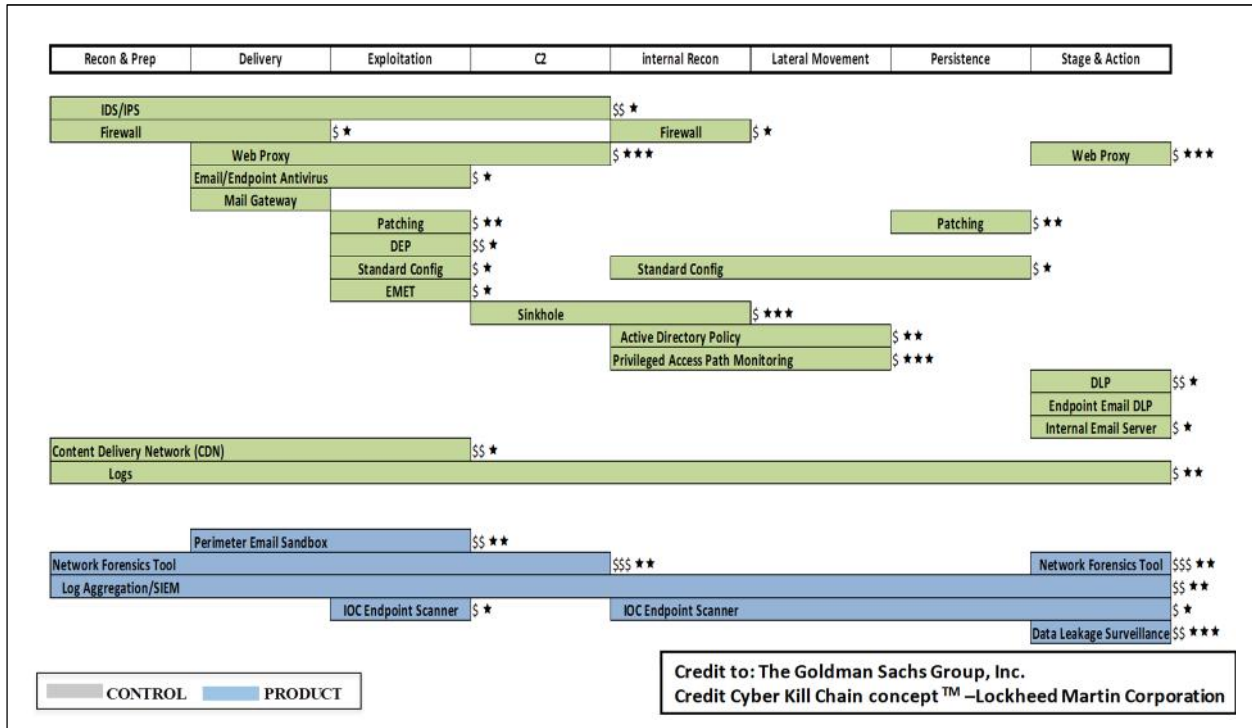 Recon & Prep Delivery Exploitation C2 internal Recon Lateral Movement Persistence Stage & Action
IDS/IPS $$ ★
Firewall $ ★ Firewall $ ★
Web Proxy $ ★★★ Web Proxy $ ★★★
Email/Endpoint Antivirus $ ★
Mail Gateway
Patching $ ★★ Patching $ ★★
DEP $$ ★
Standard Config $ ★ Standard Config $ ★
EMET $ ★
Sinkhole $ ★★★
Active Directory Policy $ ★★
Privileged Access Path Monitoring $ ★★★
DLP $$ ★
Endpoint Email DLP
Internal Email Server $ ★
Content Delivery Network (CDN) $$ ★
Logs $ ★★
Perimeter Email Sandbox $$ ★★
Network Forensics Tool $$$ ★★ Network Forensics Tool $$$ ★★
Log Aggregation/SIEM $$ ★★
IOC Endpoint Scanner $ ★ IOC Endpoint Scanner $ ★
Data Leakage Surveillance $$ ★★★
CONTROL PRODUCT
Credit to: The Goldman Sachs Group, Inc.
Credit Cyber Kill Chain concept ™ –Lockheed Martin Corporation